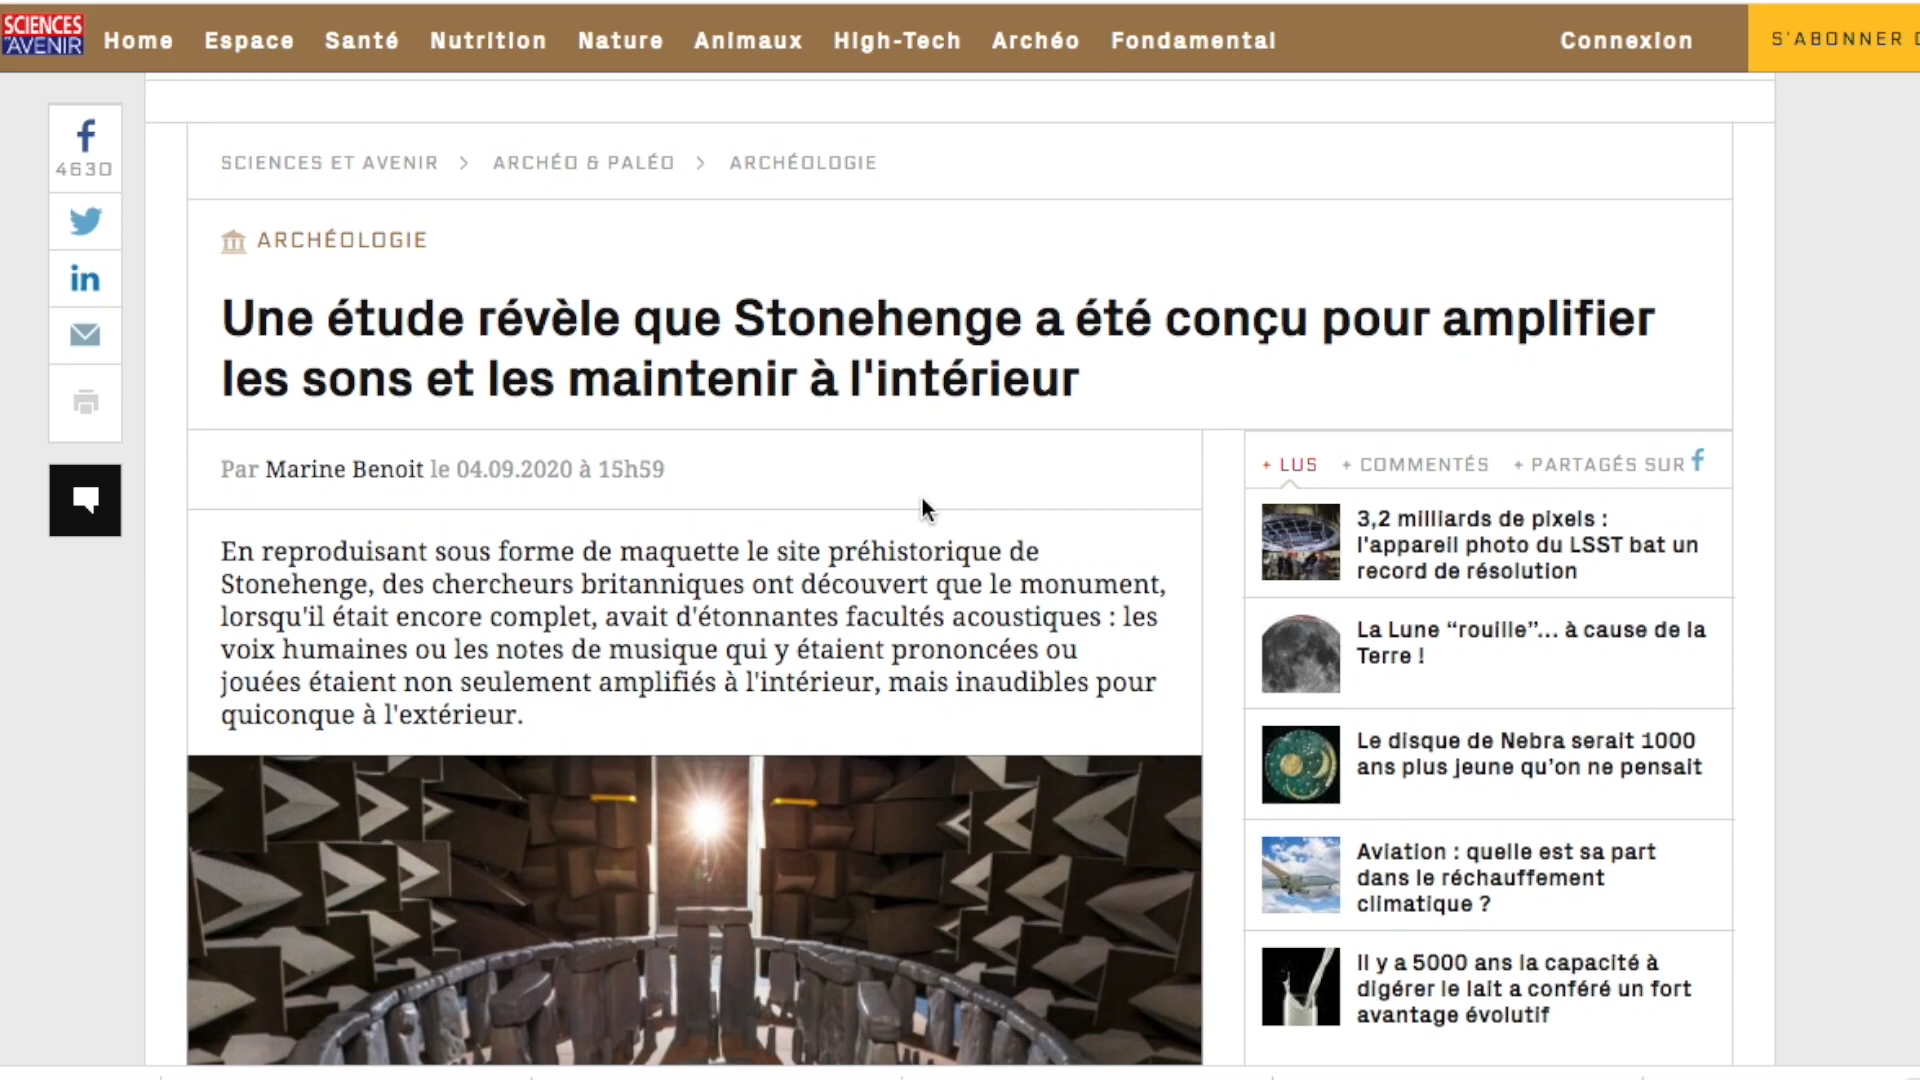 SCIENCES
ET AVENIR
Home Espace Santé Nutrition Nature Animaux High-Tech Archéo Fondamental Connexion S'ABONNER
4630
SCIENCES ET AVENIR > ARCHÉO & PALÉO > ARCHÉOLOGIE
ARCHÉOLOGIE
Une étude révèle que Stonehenge a été conçu pour amplifier
les sons et les maintenir à l'intérieur
Par Marine Benoit le 04.09.2020 à 15h59
En reproduisant sous forme de maquette le site préhistorique de
Stonehenge, des chercheurs britanniques ont découvert que le monument,
lorsqu'il était encore complet, avait d'étonnantes facultés acoustiques : les
voix humaines ou les notes de musique qui y étaient prononcées ou
jouées étaient non seulement amplifiés à l'intérieur, mais inaudibles pour
quiconque à l'extérieur.
+ LUS + COMMENTÉS + PARTAGÉS SUR
3,2 milliards de pixels :
l'appareil photo du LSST bat un
record de résolution
La Lune “rouille”... à cause de la
Terre !
Le disque de Nebra serait 1000
ans plus jeune qu’on ne pensait
Aviation : quelle est sa part
dans le réchauffement
climatique ?
Il y a 5000 ans la capacité à
digérer le lait a conféré un fort
avantage évolutif